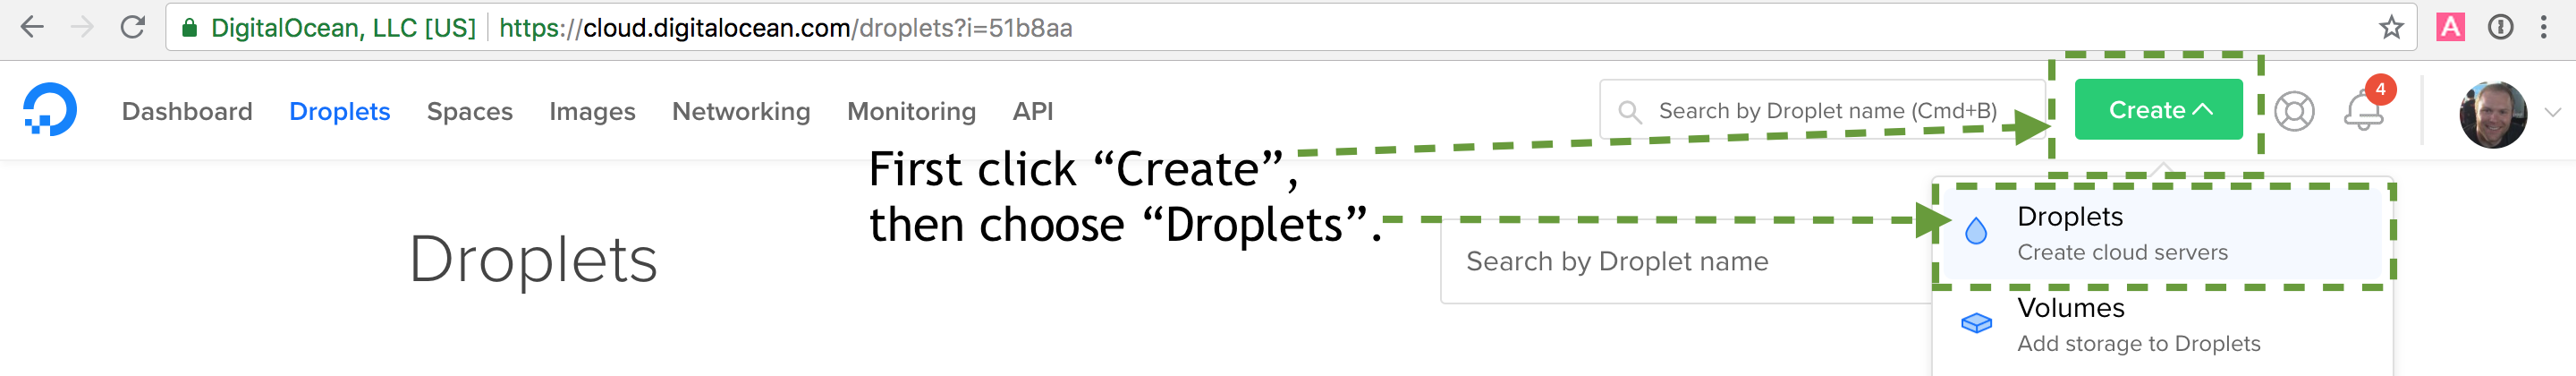 DigitalOcean, LLC [US] https://cloud.digitalocean.com/droplets?i=51b8aa
A
Dashboard Droplets Spaces Images Networking Monitoring API
Search by Droplet name (Cmd+B)
Create
4
First click “Create”,
then choose “Droplets”.
Droplets
Search by Droplet name
Droplets
Create cloud servers
Volumes
Add storage to Droplets